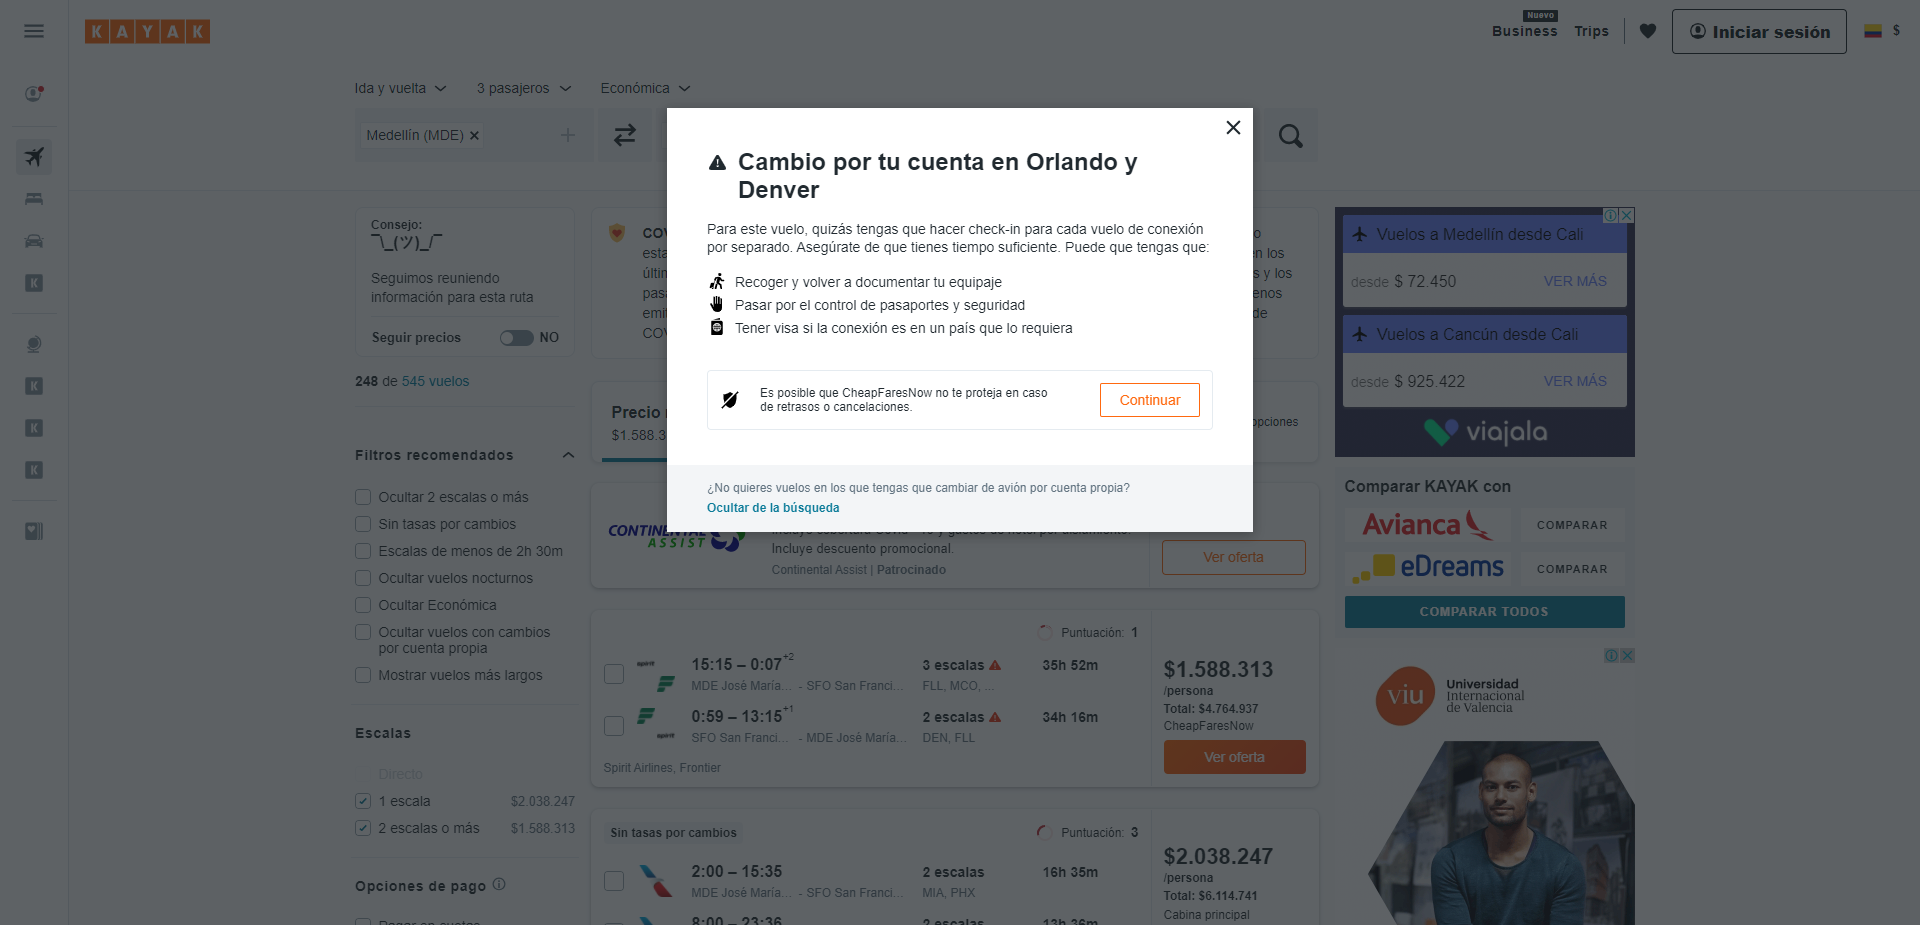 KAYAK
Nuevo
Business
Trips
Iniciar sesión
$
Ida y vuelta
3 pasajeros
Económica
Medellín (MDE)
Cambio por tu cuenta en Orlando y
Denver
Para este vuelo, quizás tengas que hacer check-in para cada vuelo de conexión
por separado. Asegúrate de que tienes tiempo suficiente. Puede que tengas que:
Recoger y volver a documentar tu equipaje
Pasar por el control de pasaportes y seguridad
Tener visa si la conexión es en un país que lo requiera
Es posible que CheapFaresNow no te proteja en caso
de retrasos o cancelaciones.
Continuar
¿No quieres vuelos en los que tengas que cambiar de avión por cuenta propia?
Ocultar de la búsqueda
Consejo:
¯\_(ツ)_/¯
Seguimos reuniendo
información para esta ruta
Seguir precios
NO
248 de 545 vuelos
Filtros recomendados
Ocultar 2 escalas o más
Sin tasas por cambios
Escalas de menos de 2h 30m
Ocultar vuelos nocturnos
Ocultar Económica
Ocultar vuelos con cambios
por cuenta propia
Mostrar vuelos más largos
Escalas
Directo
1 escala $2.038.247
2 escalas o más $1.588.313
Opciones de pago
Precio
$1.588.3
opciones
CONTINENTAL
ASSIST
Incluye descuento promocional.
Continental Assist | Patrocinado
Ver oferta
Puntuación: 1
15:15 – 0:07+2
3 escalas
35h 52m
MDE José María... - SFO San Franci...
FLL, MCO, ...
0:59 – 13:15+1
2 escalas
34h 16m
SFO San Franci... - MDE José María...
DEN, FLL
Spirit Airlines, Frontier
$1.588.313
/persona
Total: $4.764.937
CheapFaresNow
Ver oferta
Sin tasas por cambios
Puntuación: 3
2:00 – 15:35
2 escalas
16h 35m
MDE José María... - SFO San Franci...
MIA, PHX
8:00 – 23:36
2 escalas
13h 36m
$2.038.247
/persona
Total: $6.114.741
Cabina principal
Vuelos a Medellín desde Cali
desde $ 72.450
VER MÁS
Vuelos a Cancún desde Cali
desde $ 925.422
VER MÁS
viajala
Comparar KAYAK con
Avianca
COMPARAR
eDreams
COMPARAR
COMPARAR TODOS
viu
Universidad
Internacional
de Valencia